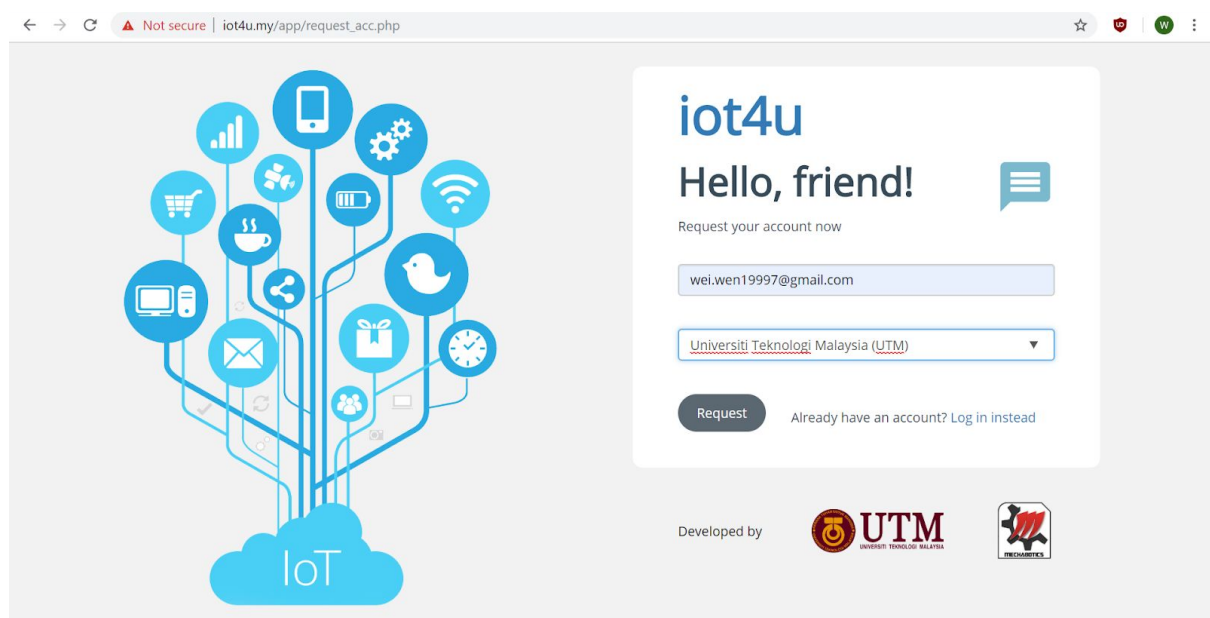 Not secure | iot4u.my/app/request_acc.php
W
iot4u
Hello, friend!
Request your account now
wei.wen19997@gmail.com
Universiti Teknologi Malaysia (UTM)
Request
Already have an account? Log in instead
Developed by
UTM
UNIVERSITI TEKNOLOGI MALAYSIA
MECHABOTICS
IoT